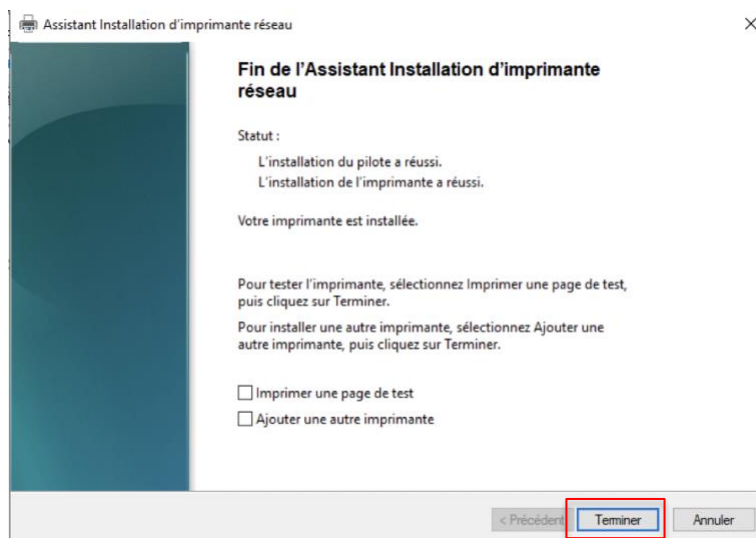 Assistant Installation d'imprimante réseau
Fin de l'Assistant Installation d'imprimante
réseau
Statut :
L'installation du pilote a réussi.
L'installation de l'imprimante a réussi.
Votre imprimante est installée.
Pour tester l'imprimante, sélectionnez Imprimer une page de test,
puis cliquez sur Terminer.
Pour installer une autre imprimante, sélectionnez Ajouter une
autre imprimante, puis cliquez sur Terminer.
Imprimer une page de test
Ajouter une autre imprimante
< Précédent Terminer Annuler